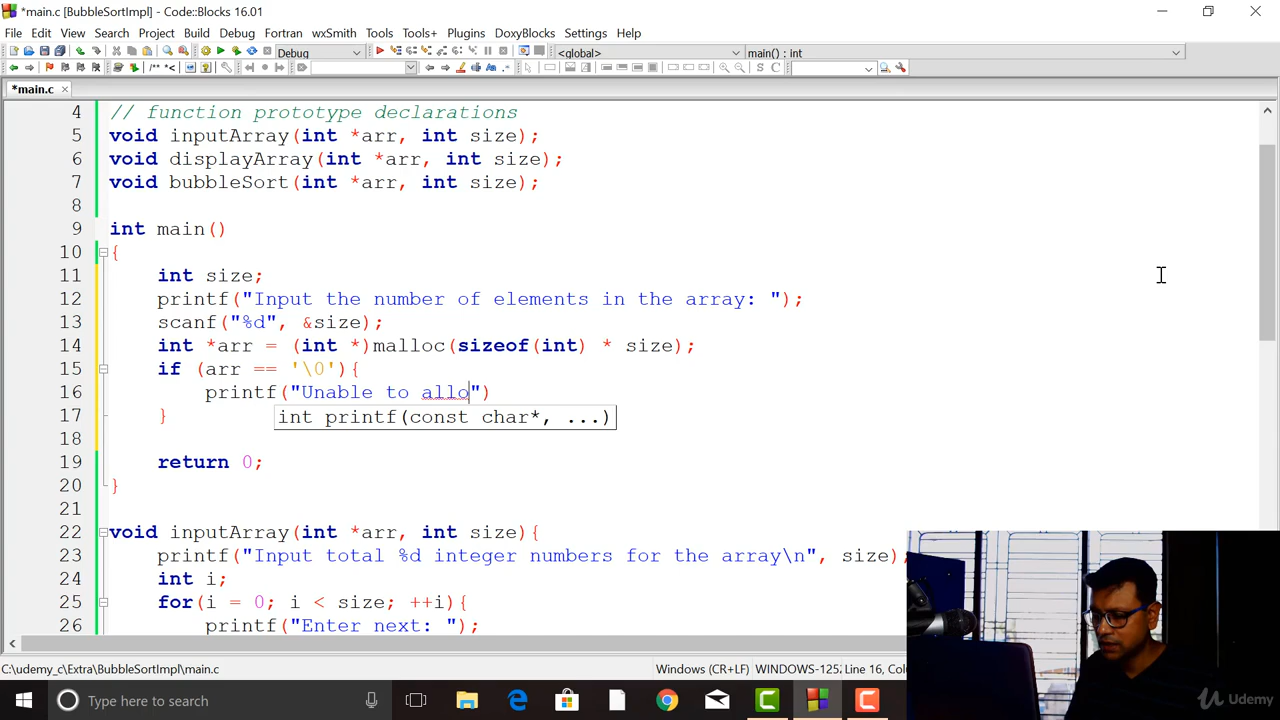 *main.c [BubbleSortImpl] - Code::Blocks 16.01
File Edit View Search Project Build Debug Fortran wxSmith Tools Tools+ Plugins DoxyBlocks Settings Help
Debug <global> main() : int
*main.c
4 // function prototype declarations
5 void inputArray(int *arr, int size);
6 void displayArray(int *arr, int size);
7 void bubbleSort(int *arr, int size);
8
9 int main()
10 {
11 int size;
12 printf("Input the number of elements in the array: ");
13 scanf("%d", &size);
14 int *arr = (int *)malloc(sizeof(int) * size);
15 if (arr == '\0'){
16 printf("Unable to allo")
int printf(const char*, ...)
17 }
18
19 return 0;
20 }
21
22 void inputArray(int *arr, int size){
23 printf("Input total %d integer numbers for the array\n", size);
24 int i;
25 for(i = 0; i < size; ++i){
26 printf("Enter next: ");
C:\udemy_c\Extra\BubbleSortImpl\main.c Windows (CR+LF) WINDOWS-125 Line 16, Col
Type here to search
Udemy